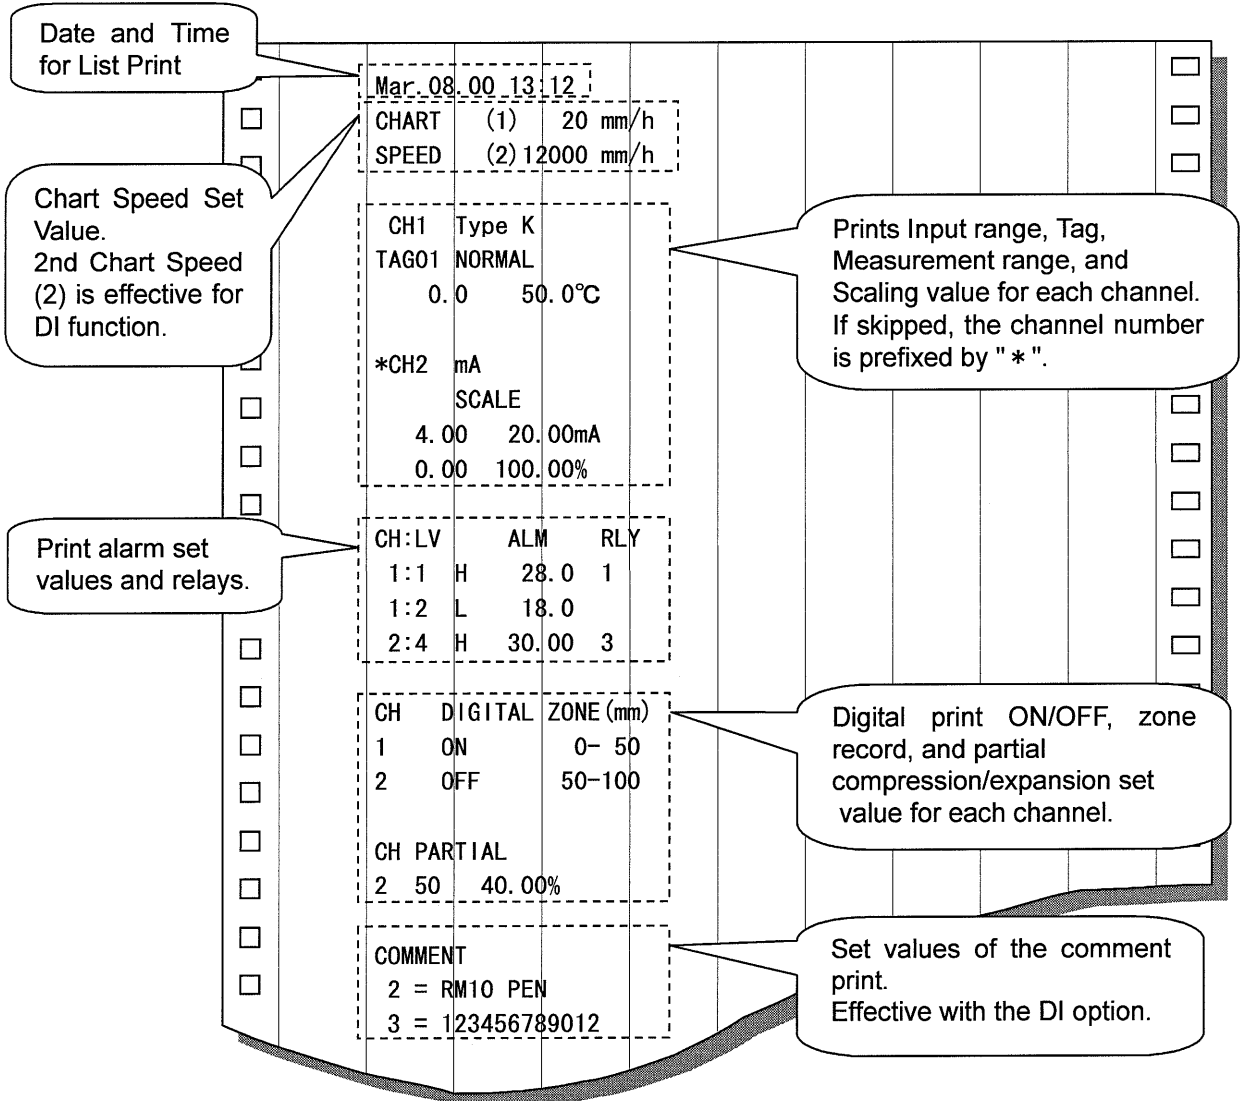 Date and Time
for List Print
Mar.08.00 13:12
CHART (1) 20 mm/h
SPEED (2)12000 mm/h
Chart Speed Set
Value.
2nd Chart Speed
(2) is effective for
DI function.
CH1 Type K
TAG01 NORMAL
0.0 50.0℃
*CH2 mA
SCALE
4.00 20.00mA
0.00 100.00%
Prints Input range, Tag,
Measurement range, and
Scaling value for each channel.
If skipped, the channel number
is prefixed by "*".
Print alarm set
values and relays.
CH:LV ALM RLY
1:1 H 28.0 1
1:2 L 18.0
2:4 H 30.00 3
CH DIGITAL ZONE(mm)
1 ON 0- 50
2 OFF 50-100
CH PARTIAL
2 50 40.00%
Digital print ON/OFF, zone
record, and partial
compression/expansion set
value for each channel.
COMMENT
2 = RM10 PEN
3 = 123456789012
Set values of the comment
print.
Effective with the DI option.